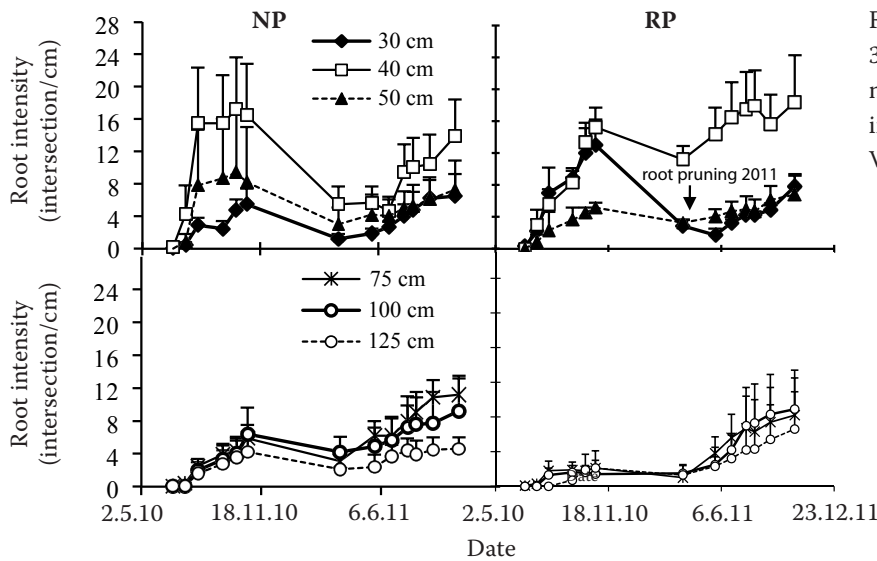 NP
RP
30 cm
40 cm
50 cm
root pruning 2011
Root intensity
(intersection/cm)
28
24
20
16
12
8
4
0
75 cm
100 cm
125 cm
Root intensity
(intersection/cm)
24
20
16
12
8
4
0
2.5.10
18.11.10
6.6.11
2.5.10
18.11.10
6.6.11
23.12.11
Date